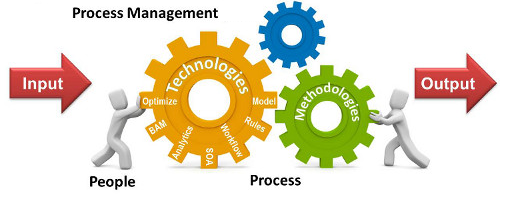 Process Management
Input
Technologies
Optimize
BAM
Analytics
SOA
Workflow
Rules
Model
Methodologies
Output
People
Process